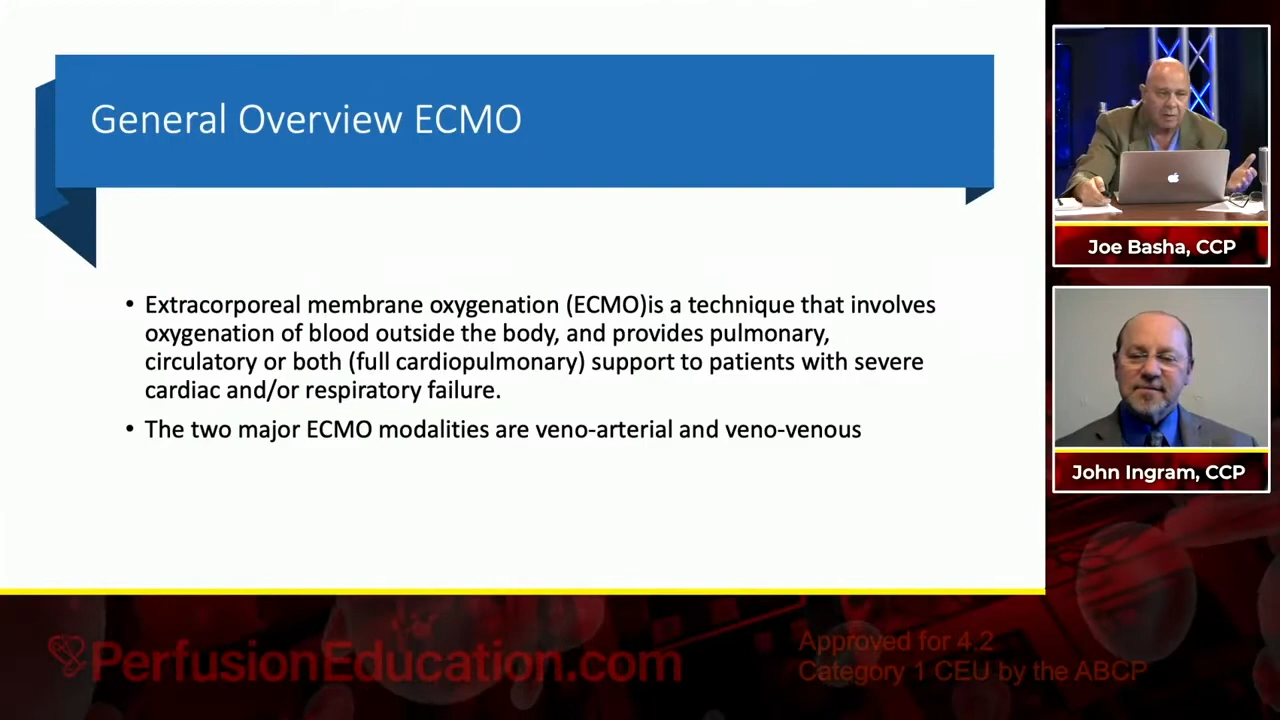 General Overview ECMO
• Extracorporeal membrane oxygenation (ECMO)is a technique that involves
oxygenation of blood outside the body, and provides pulmonary,
circulatory or both (full cardiopulmonary) support to patients with severe
cardiac and/or respiratory failure.
• The two major ECMO modalities are veno-arterial and veno-venous
Joe Basha, CCP
John Ingram, CCP
PerfusionEducation.com
Approved for 4.2
Category 1 CEU by the ABCP